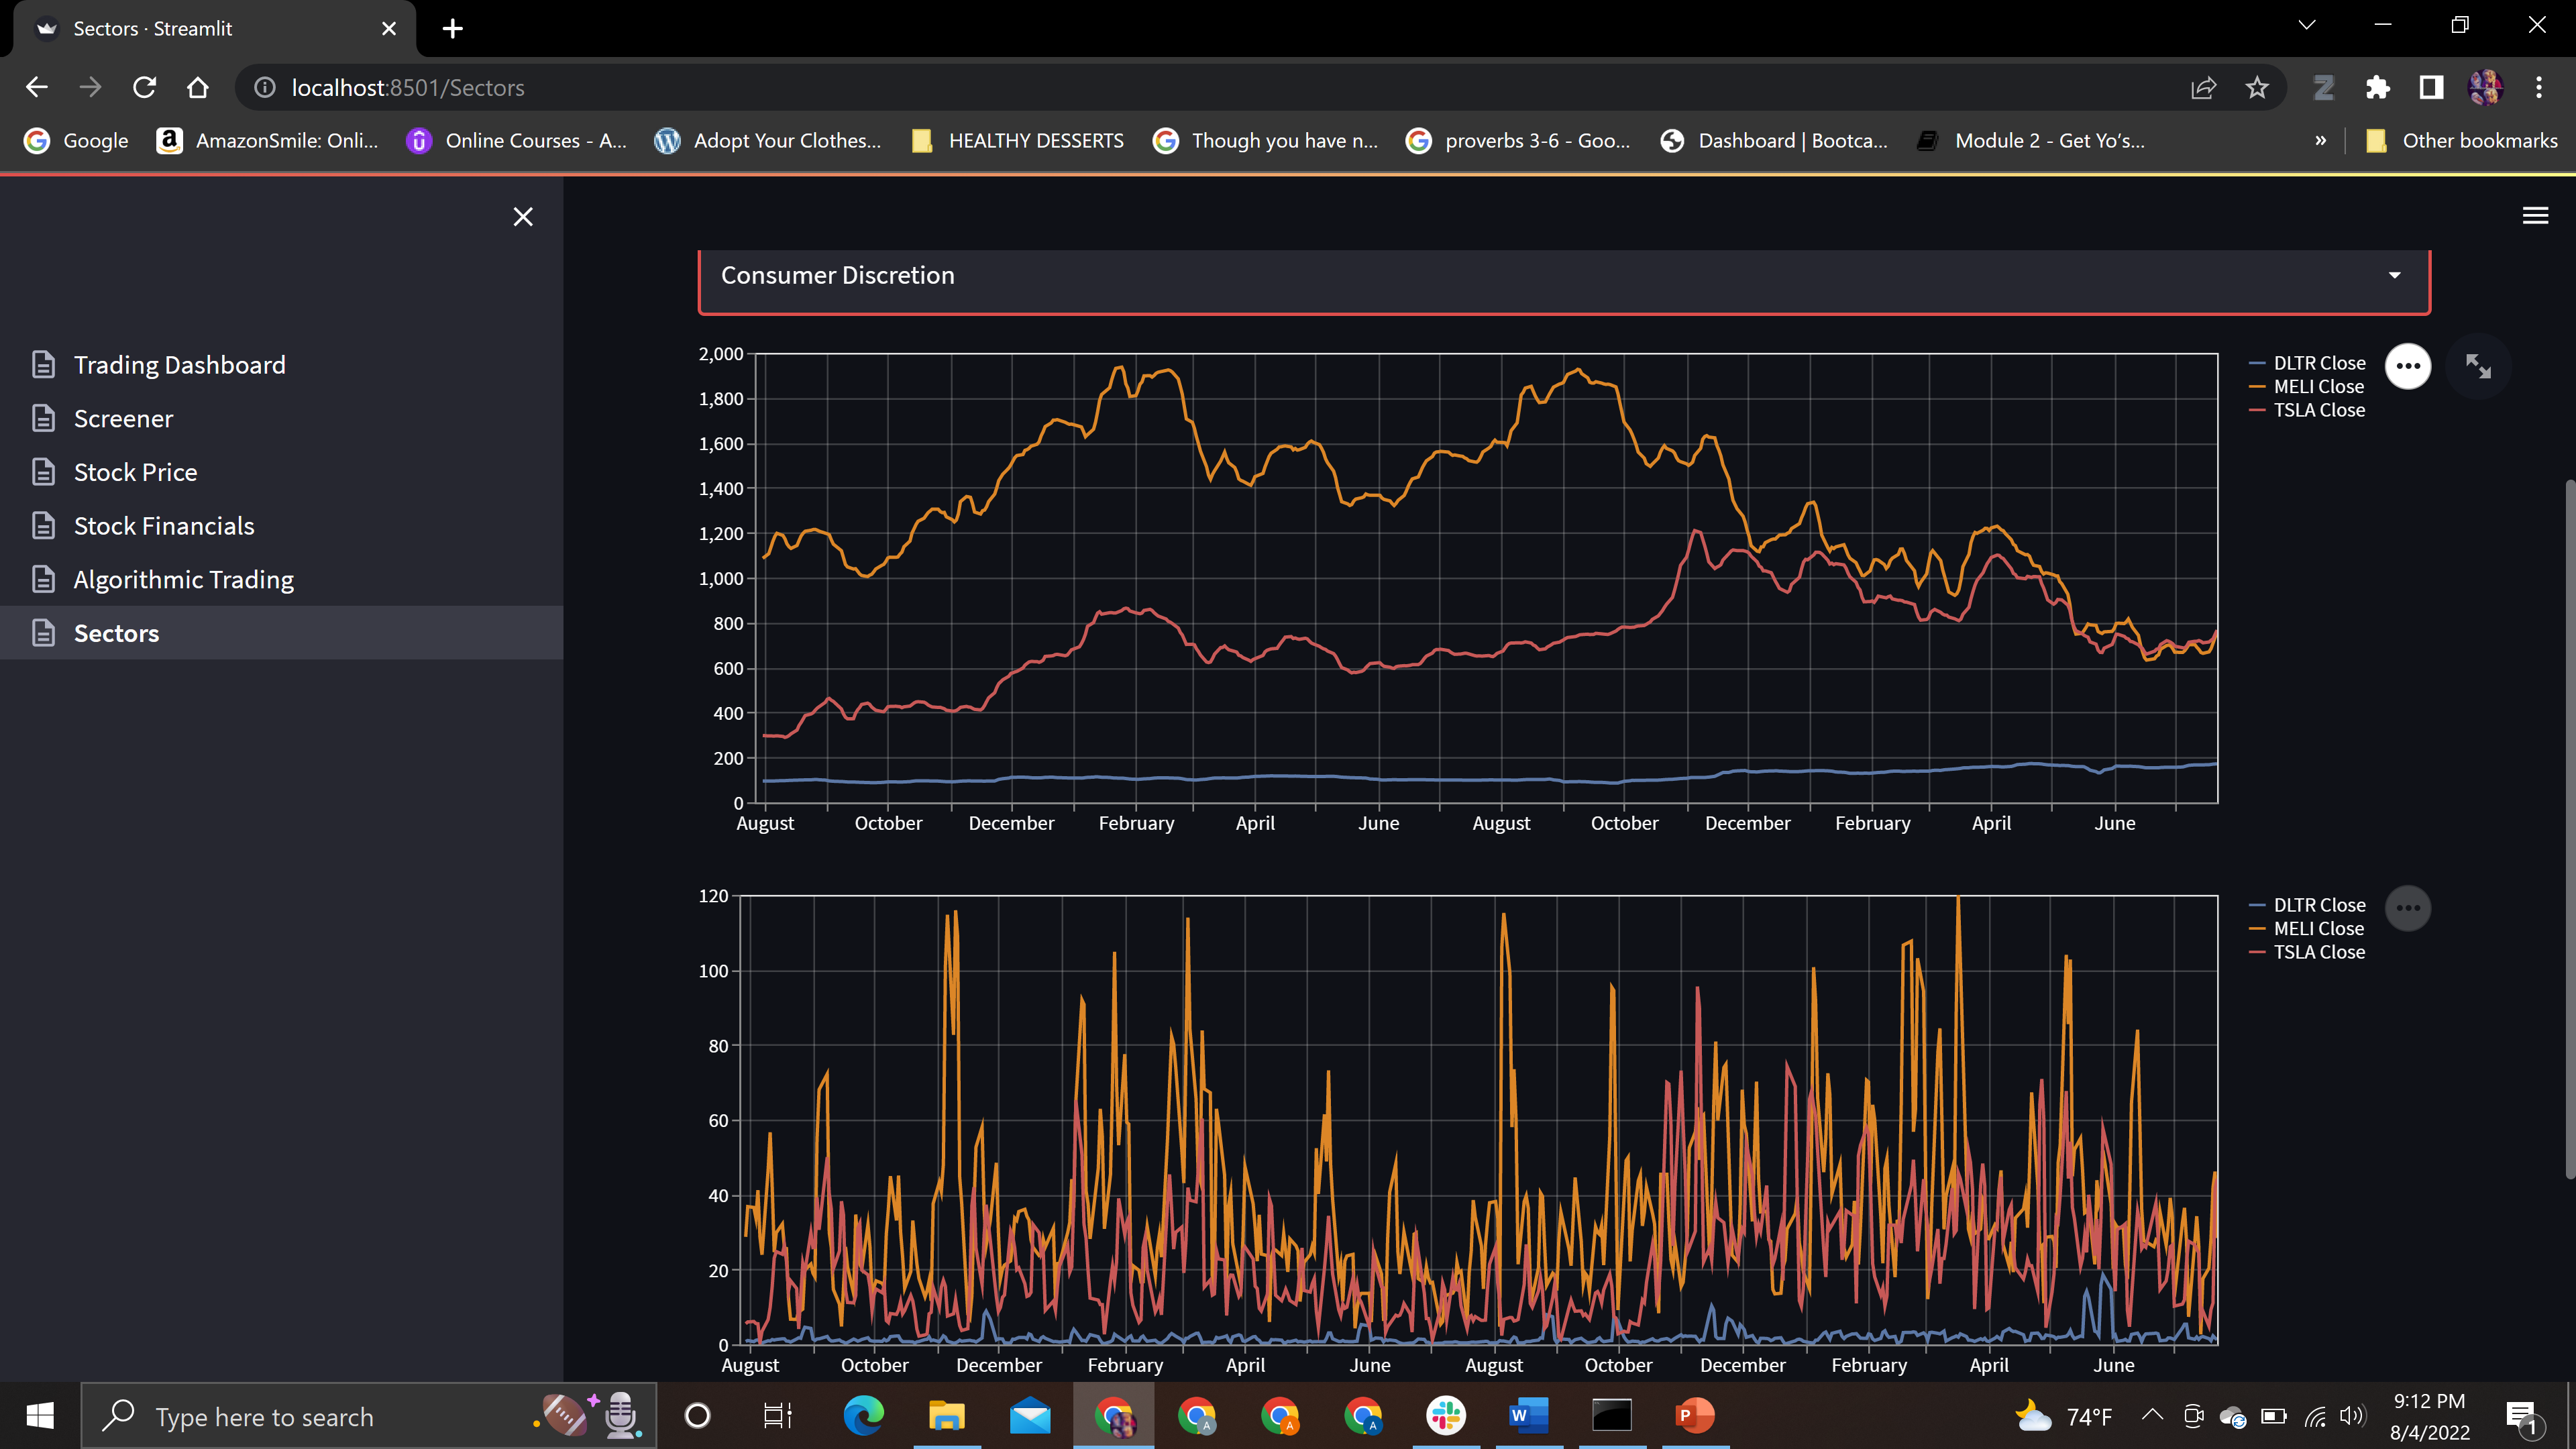 Sectors · Streamlit
localhost:8501/Sectors
Google
AmazonSmile: Onli...
Online Courses - A...
Adopt Your Clothes...
HEALTHY DESSERTS
Though you have n...
proverbs 3-6 - Goo...
Dashboard | Bootca...
Module 2 - Get Yo's...
»
Other bookmarks
Trading Dashboard
Screener
Stock Price
Stock Financials
Algorithmic Trading
Sectors
Consumer Discretion
2,000
1,800
1,600
1,400
1,200
1,000
800
600
400
200
0
August October December February April June August October December February April June
DLTR Close
MELI Close
TSLA Close
120
100
80
60
40
20
0
August October December February April June August October December February April June
DLTR Close
MELI Close
TSLA Close
Type here to search
74°F
9:12 PM
8/4/2022
1